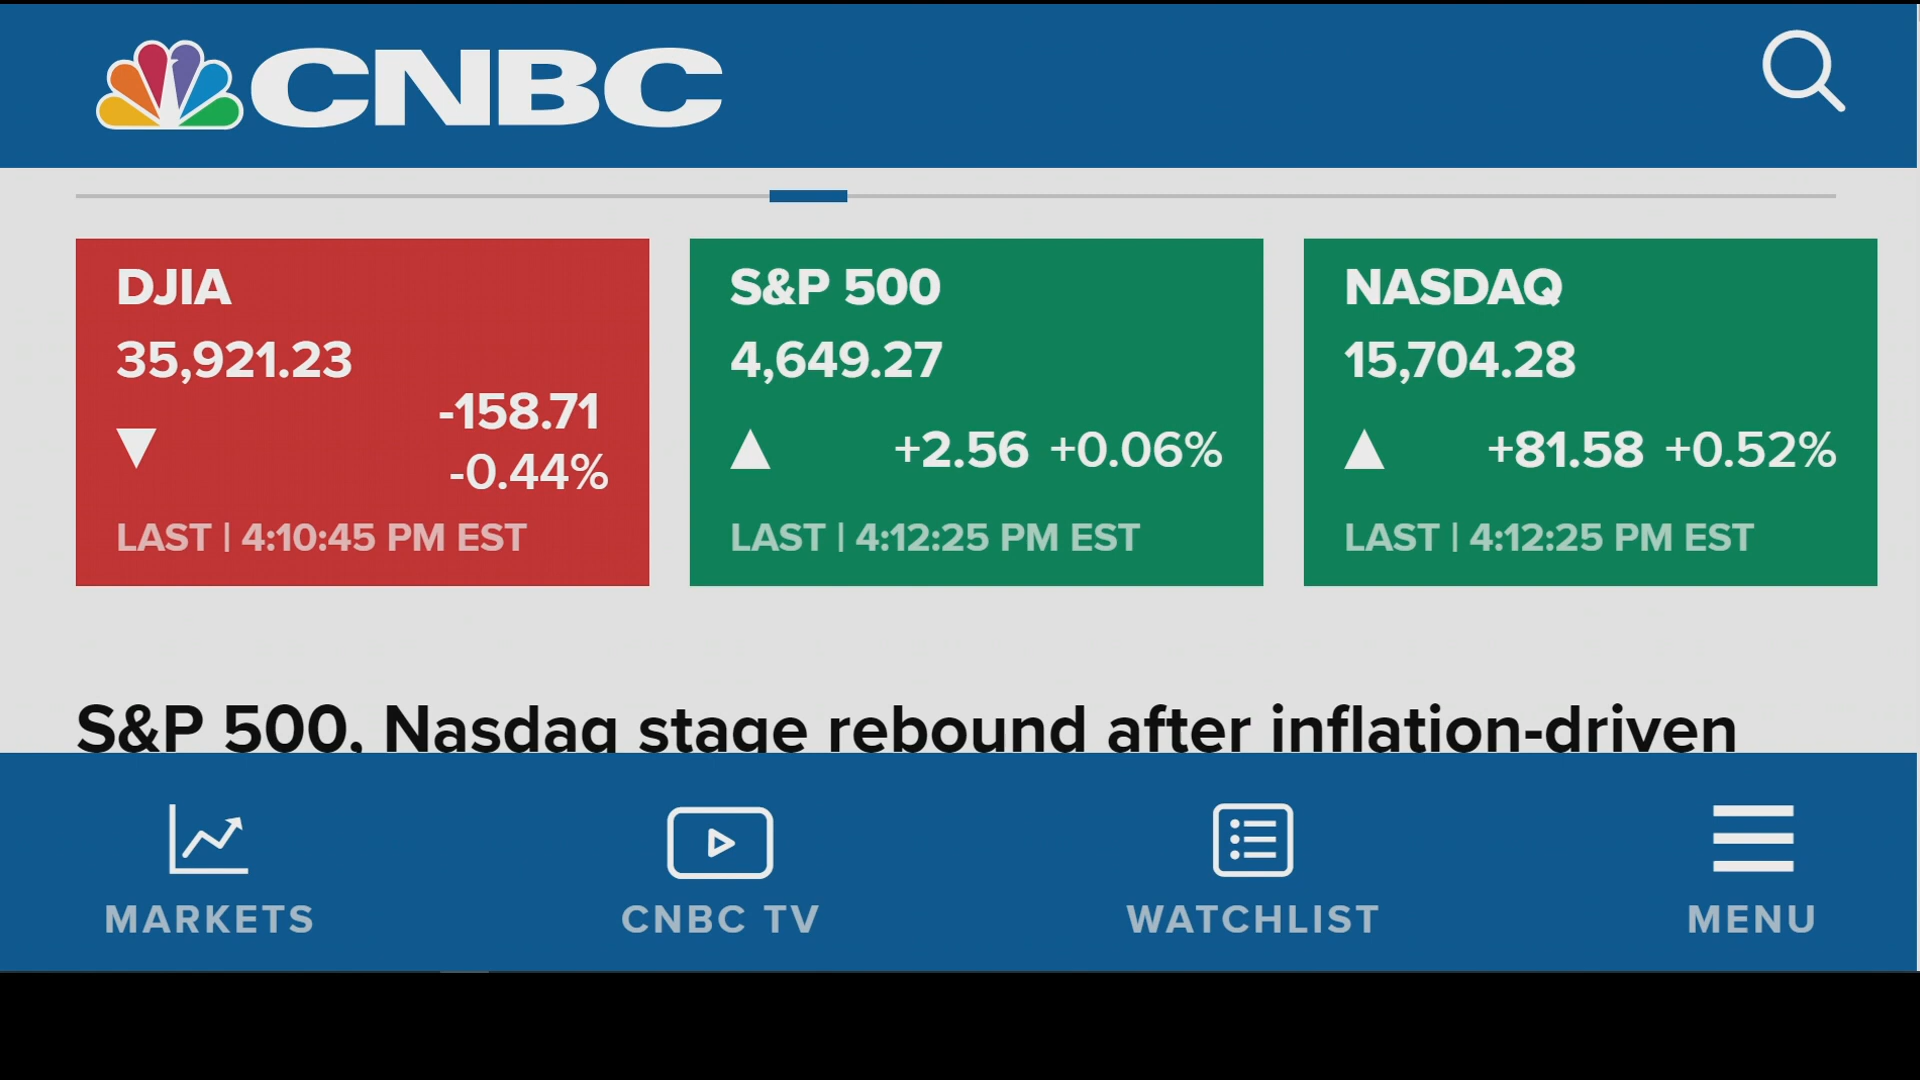 CNBC
DJIA
35,921.23
-158.71
-0.44%
LAST | 4:10:45 PM EST
S&P 500
4,649.27
+2.56 +0.06%
LAST | 4:12:25 PM EST
NASDAQ
15,704.28
+81.58 +0.52%
LAST | 4:12:25 PM EST
S&P 500, Nasdaq stage rebound after inflation-driven
MARKETS
CNBC TV
WATCHLIST
MENU